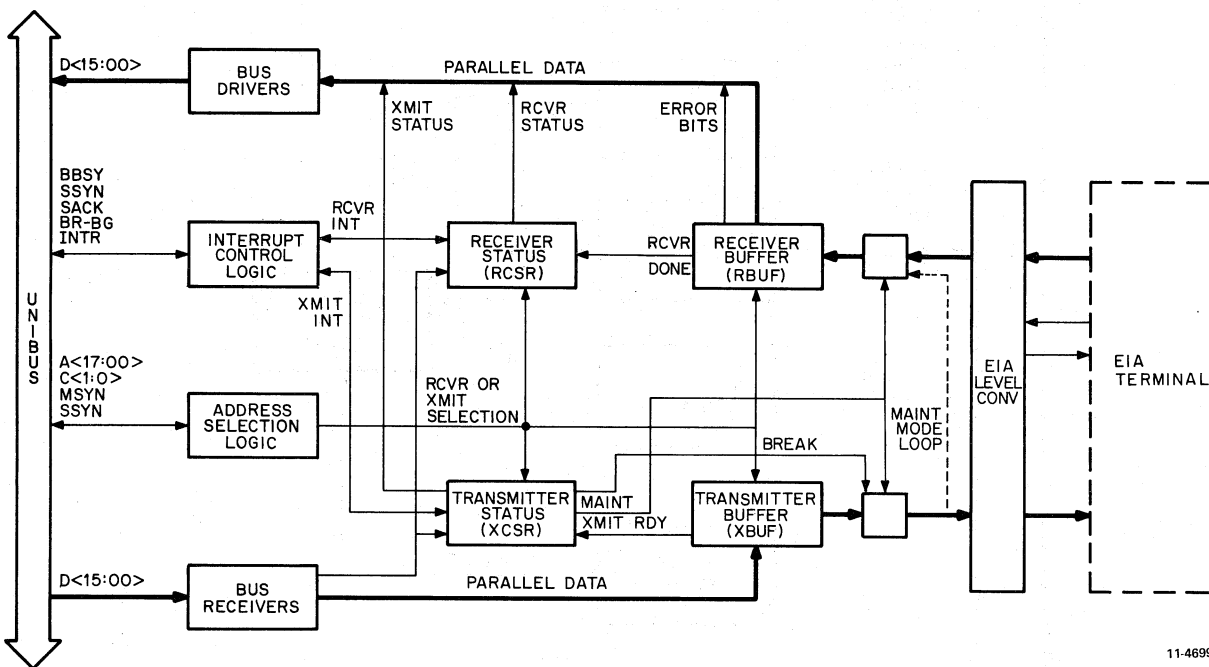 D<15:00>
BUS
DRIVERS
PARALLEL DATA
XMIT
STATUS
RCVR
STATUS
ERROR
BITS
BBSY
SSYN
SACK
BR-BG
INTR
INTERRUPT
CONTROL
LOGIC
RCVR
INT
RECEIVER
STATUS
(RCSR)
RCVR
DONE
RECEIVER
BUFFER
(RBUF)
XMIT
INT
UNIBUS
A<17:00>
C<1:0>
MSYN
SSYN
ADDRESS
SELECTION
LOGIC
RCVR OR
XMIT
SELECTION
EIA
LEVEL
CONV
EIA
TERMINAL
MAINT
MODE
LOOP
BREAK
TRANSMITTER
STATUS
(XCSR)
MAINT
XMIT RDY
TRANSMITTER
BUFFER
(XBUF)
D<15:00>
BUS
RECEIVERS
PARALLEL DATA
11-4699